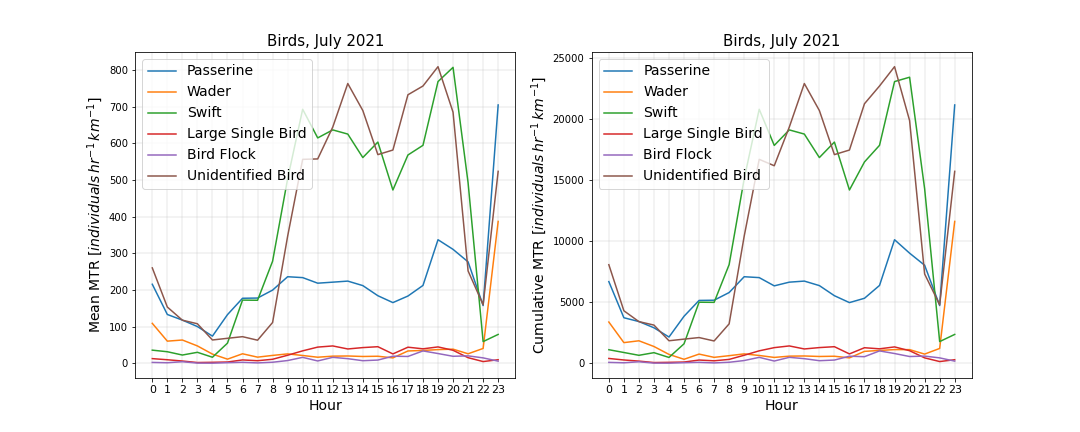 Birds, July 2021
Mean MTR [individuals hr⁻¹ km⁻¹]
800
700
600
500
400
300
200
100
0
Passerine
Wader
Swift
Large Single Bird
Bird Flock
Unidentified Bird
0 1 2 3 4 5 6 7 8 9 10 11 12 13 14 15 16 17 18 19 20 21 22 23
Hour
Birds, July 2021
Cumulative MTR [individuals hr⁻¹ km⁻¹]
25000
20000
15000
10000
5000
0
Passerine
Wader
Swift
Large Single Bird
Bird Flock
Unidentified Bird
0 1 2 3 4 5 6 7 8 9 10 11 12 13 14 15 16 17 18 19 20 21 22 23
Hour